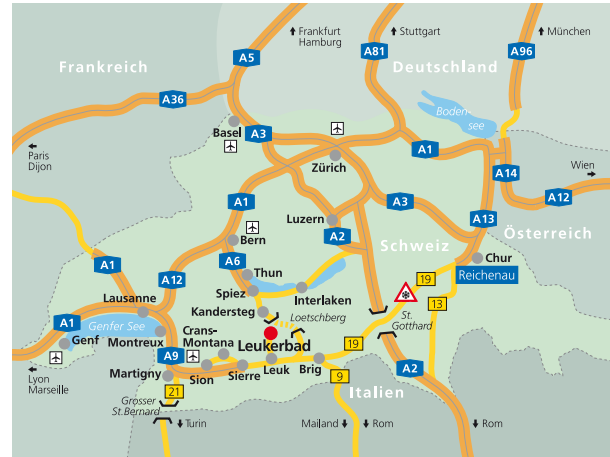 Frankfurt
Hamburg
Stuttgart
München
A5
A81
A96
Frankreich
Deutschland
A36
Boden-
see
Basel
A3
Zürich
A1
Paris
Dijon
Wien
A14
A12
A1
Luzern
A3
A13
A2
Österreich
Bern
Schweiz
A6
Chur
A1
A12
Thun
19
Reichenau
Spiez
Interlaken
13
Lausanne
Kandersteg
Loetschberg
St.
Gotthard
A1
Genfer See
Crans-
Montana
Leukerbad
19
Genf
Montreux
A9
Lyon
Marseille
Martigny
Sion
Sierre
Leuk
Brig
A2
9
21
Italien
Grosser
St.Bernard
Turin
Mailand
Rom
Rom